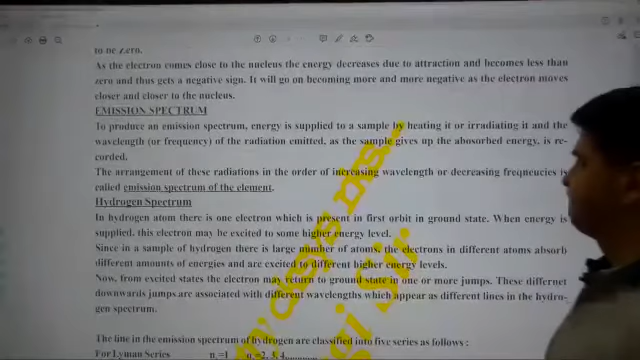 to be Zero.
As the electron comes close to the nucleus the energy decreases due to attraction and becomes less than
zero and thus gets a negative sign. It will go on becoming more and more negative as the electron moves
closer and closer to the nucleus.
EMISSION SPECTRUM
To produce an emission spectrum, energy is supplied to a sample by heating it or irradiating it and the
wavelength (or frequency) of the radiation emitted, as the sample gives up the abosorbed energy, is re-
corded.
The arrangement of these radiations in the order of increasing wavelength or decreasing freqneucies is
called emission spectrum of the element.
Hydrogen Spectrum
In hydrogen atom there is one electron which is present in first orbit in ground state. When energy is
supplied, this electron may be excited to some higher energy level.
Since in a sample of hydrogen there is large number of atoms, the electrons in different atoms absorb
different amounts of energies and are excited to different higher energy levels.
Now, from excited states the electron may return to ground state in one or more jumps. These differnet
downwards jumps are associated with different wavelengths which appear as different lines in the hydro-
gen spectrum.
The line in the emission spectrum of hydrogen are classified into five series as follows :
For Lyman Series n₁=1 n₂=2, 3, 4............